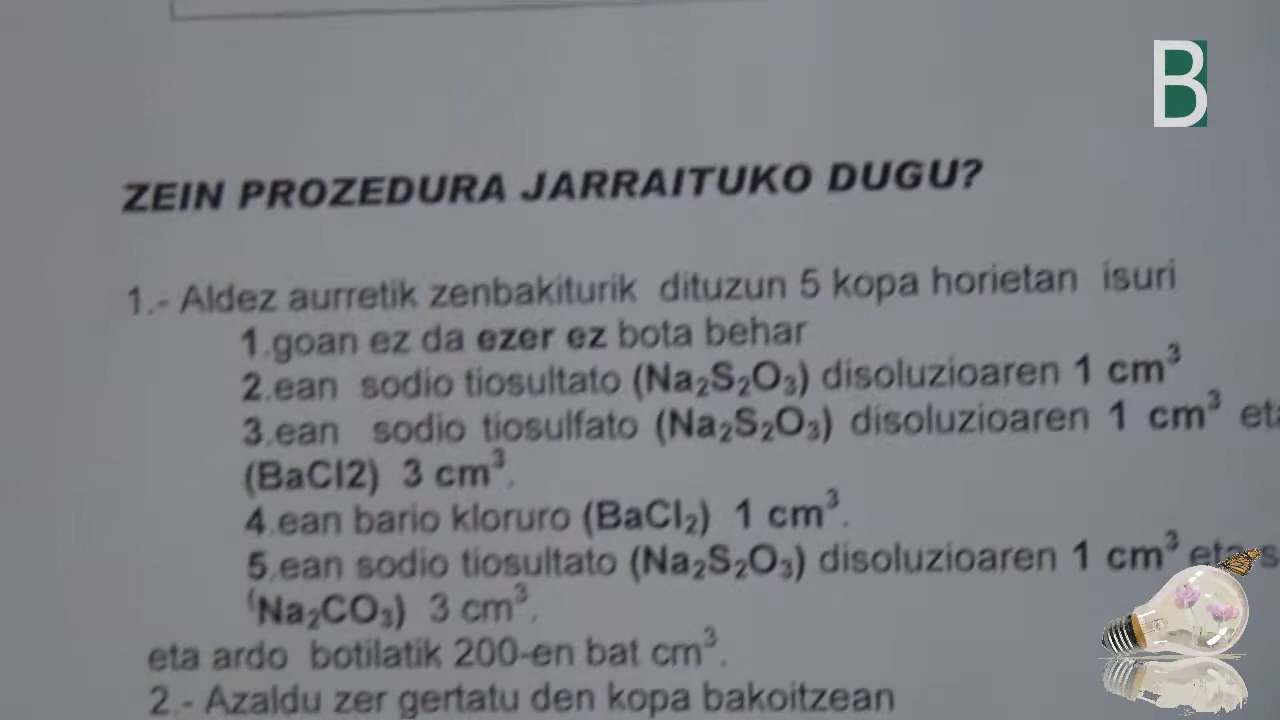 B
ZEIN PROZEDURA JARRAITUKO DUGU?
1.- Aldez aurretik zenbakiturik dituzun 5 kopa horietan isuri
1.goan ez da ezer ez bota behar
2.ean sodio tiosultato (Na₂S₂O₃) disoluzioaren 1 cm³
3.ean sodio tiosulfato (Na₂S₂O₃) disoluzioaren 1 cm³ eta
(BaCl2) 3 cm³.
4.ean bario kloruro (BaCl₂) 1 cm³.
5.ean sodio tiosultato (Na₂S₂O₃) disoluzioaren 1 cm³ eta s
(Na₂CO₃) 3 cm³.
eta ardo botilatik 200-en bat cm³.
2.- Azaldu zer gertatu den kopa bakoitzean